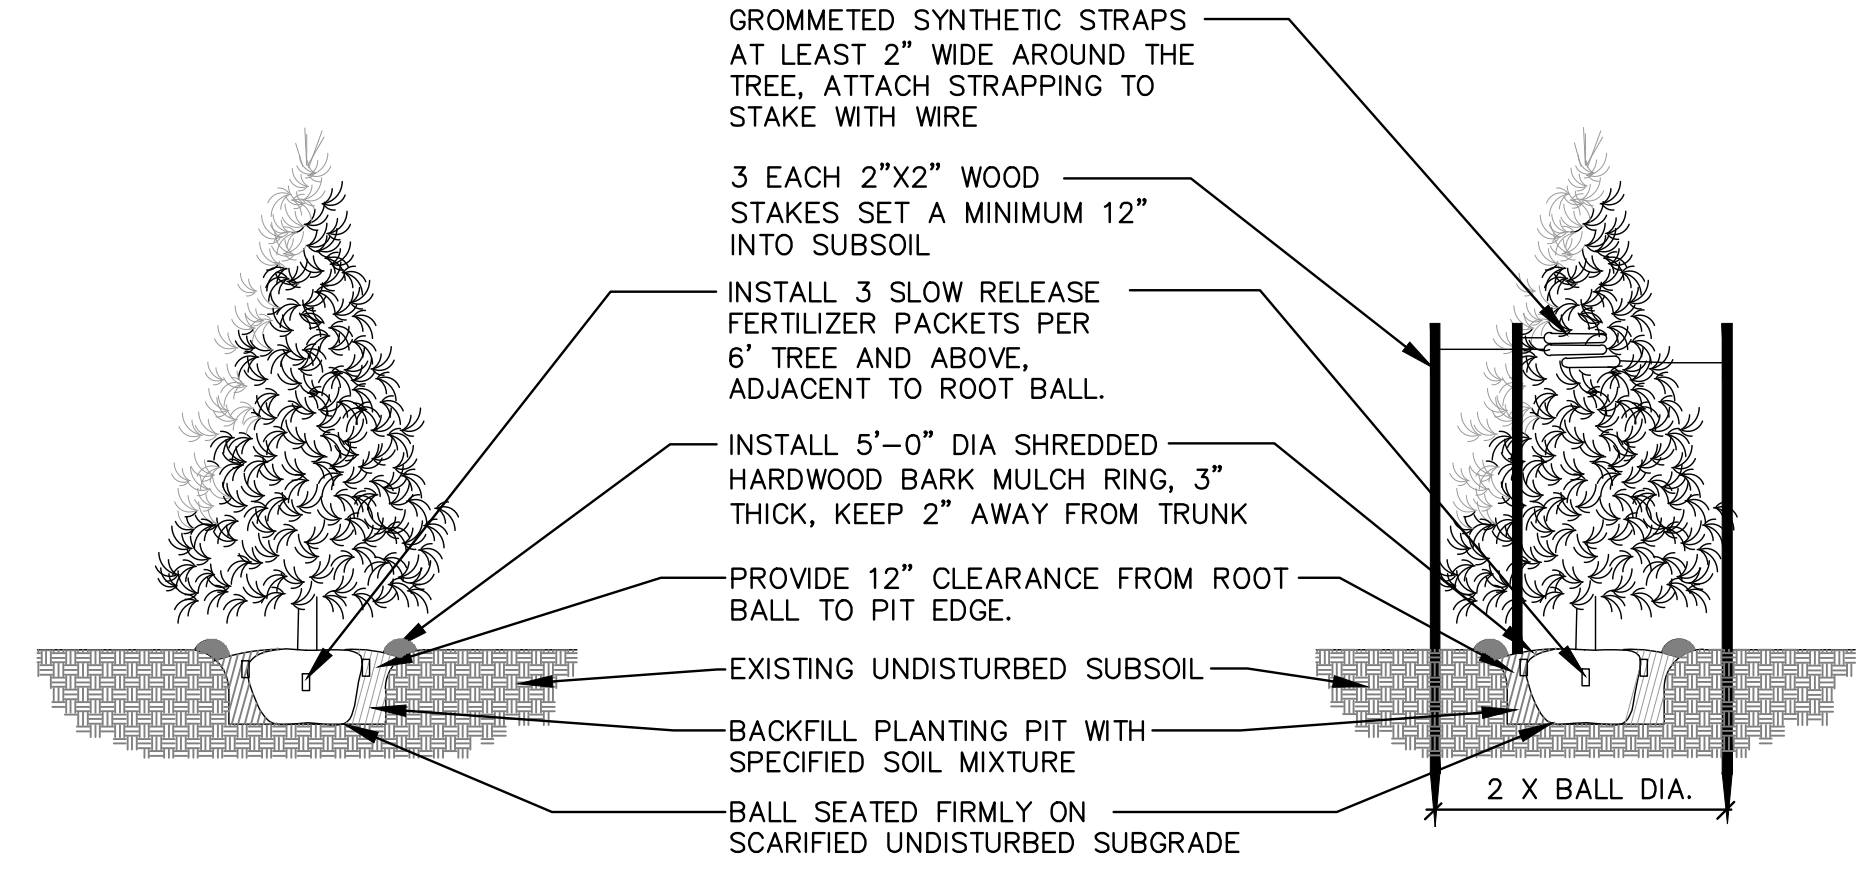 GROMMETED SYNTHETIC STRAPS
AT LEAST 2” WIDE AROUND THE
TREE, ATTACH STRAPPING TO
STAKE WITH WIRE
3 EACH 2”X2” WOOD
STAKES SET A MINIMUM 12”
INTO SUBSOIL
INSTALL 3 SLOW RELEASE
FERTILIZER PACKETS PER
6’ TREE AND ABOVE,
ADJACENT TO ROOT BALL.
INSTALL 5’–0” DIA SHREDDED
HARDWOOD BARK MULCH RING, 3”
THICK, KEEP 2” AWAY FROM TRUNK
PROVIDE 12” CLEARANCE FROM ROOT
BALL TO PIT EDGE.
EXISTING UNDISTURBED SUBSOIL
BACKFILL PLANTING PIT WITH
SPECIFIED SOIL MIXTURE
BALL SEATED FIRMLY ON
SCARIFIED UNDISTURBED SUBGRADE
2 X BALL DIA.